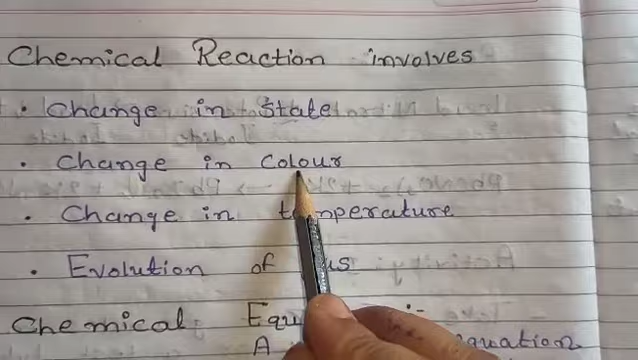 Chemical Reaction involves
• Change in state
• Change in Colour
• Change in temperature
• Evolution of
Chemical
A